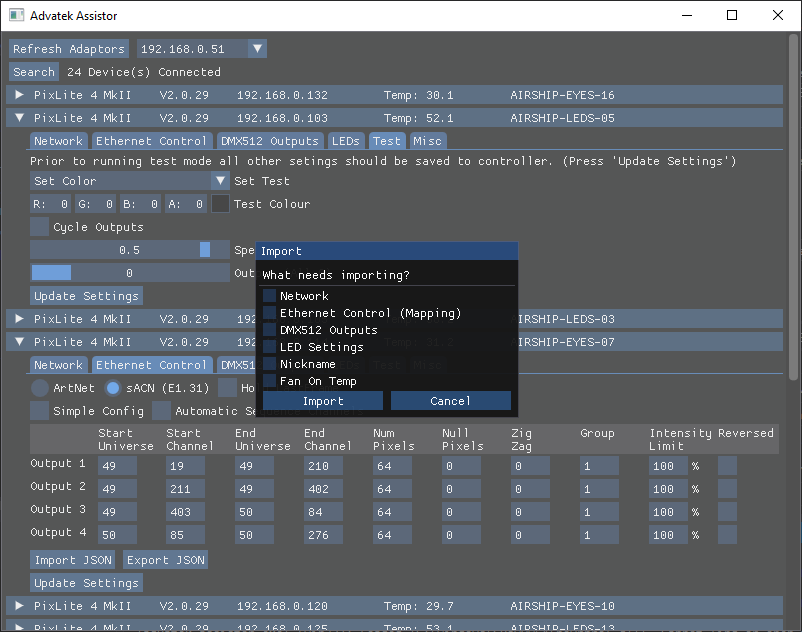 Advatek Assistor
Refresh Adaptors 192.168.0.51
Search 24 Device(s) Connected
PixLite 4 MkII V2.0.29 192.168.0.132 Temp: 30.1 AIRSHIP-EYES-16
PixLite 4 MkII V2.0.29 192.168.0.103 Temp: 52.1 AIRSHIP-LEDS-05
Network Ethernet Control DMX512 Outputs LEDs Test Misc
Prior to running test mode all other setings should be saved to controller. (Press 'Update Settings')
Set Color Set Test
R: 0 G: 0 B: 0 A: 0 Test Colour
Cycle Outputs
0.5 Spe
0 Out
Update Settings
Import
What needs importing?
Network
Ethernet Control (Mapping)
DMX512 Outputs
LED Settings
Nickname
Fan On Temp
Import Cancel
PixLite 4 MkII V2.0.29 192.168.0 AIRSHIP-LEDS-03
PixLite 4 MkII V2.0.29 192.168.0 AIRSHIP-EYES-07
Network Ethernet Control DMX51 Test
ArtNet sACN (E1.31) Ho
Simple Config Automatic Se
Start Universe Start Channel End Universe End Channel Num Pixels Null Pixels Zig Zag Group Intensity Limit Reversed
Output 1 49 19 49 210 64 0 0 1 100 %
Output 2 49 211 49 402 64 0 0 1 100 %
Output 3 49 403 50 84 64 0 0 1 100 %
Output 4 50 85 50 276 64 0 0 1 100 %
Import JSON Export JSON
Update Settings
PixLite 4 MkII V2.0.29 192.168.0.120 Temp: 29.7 AIRSHIP-EYES-10
PixLite 4 MkII V2.0.29 192.168.0.125 Temp: 53.1 AIRSHIP-LEDS-13